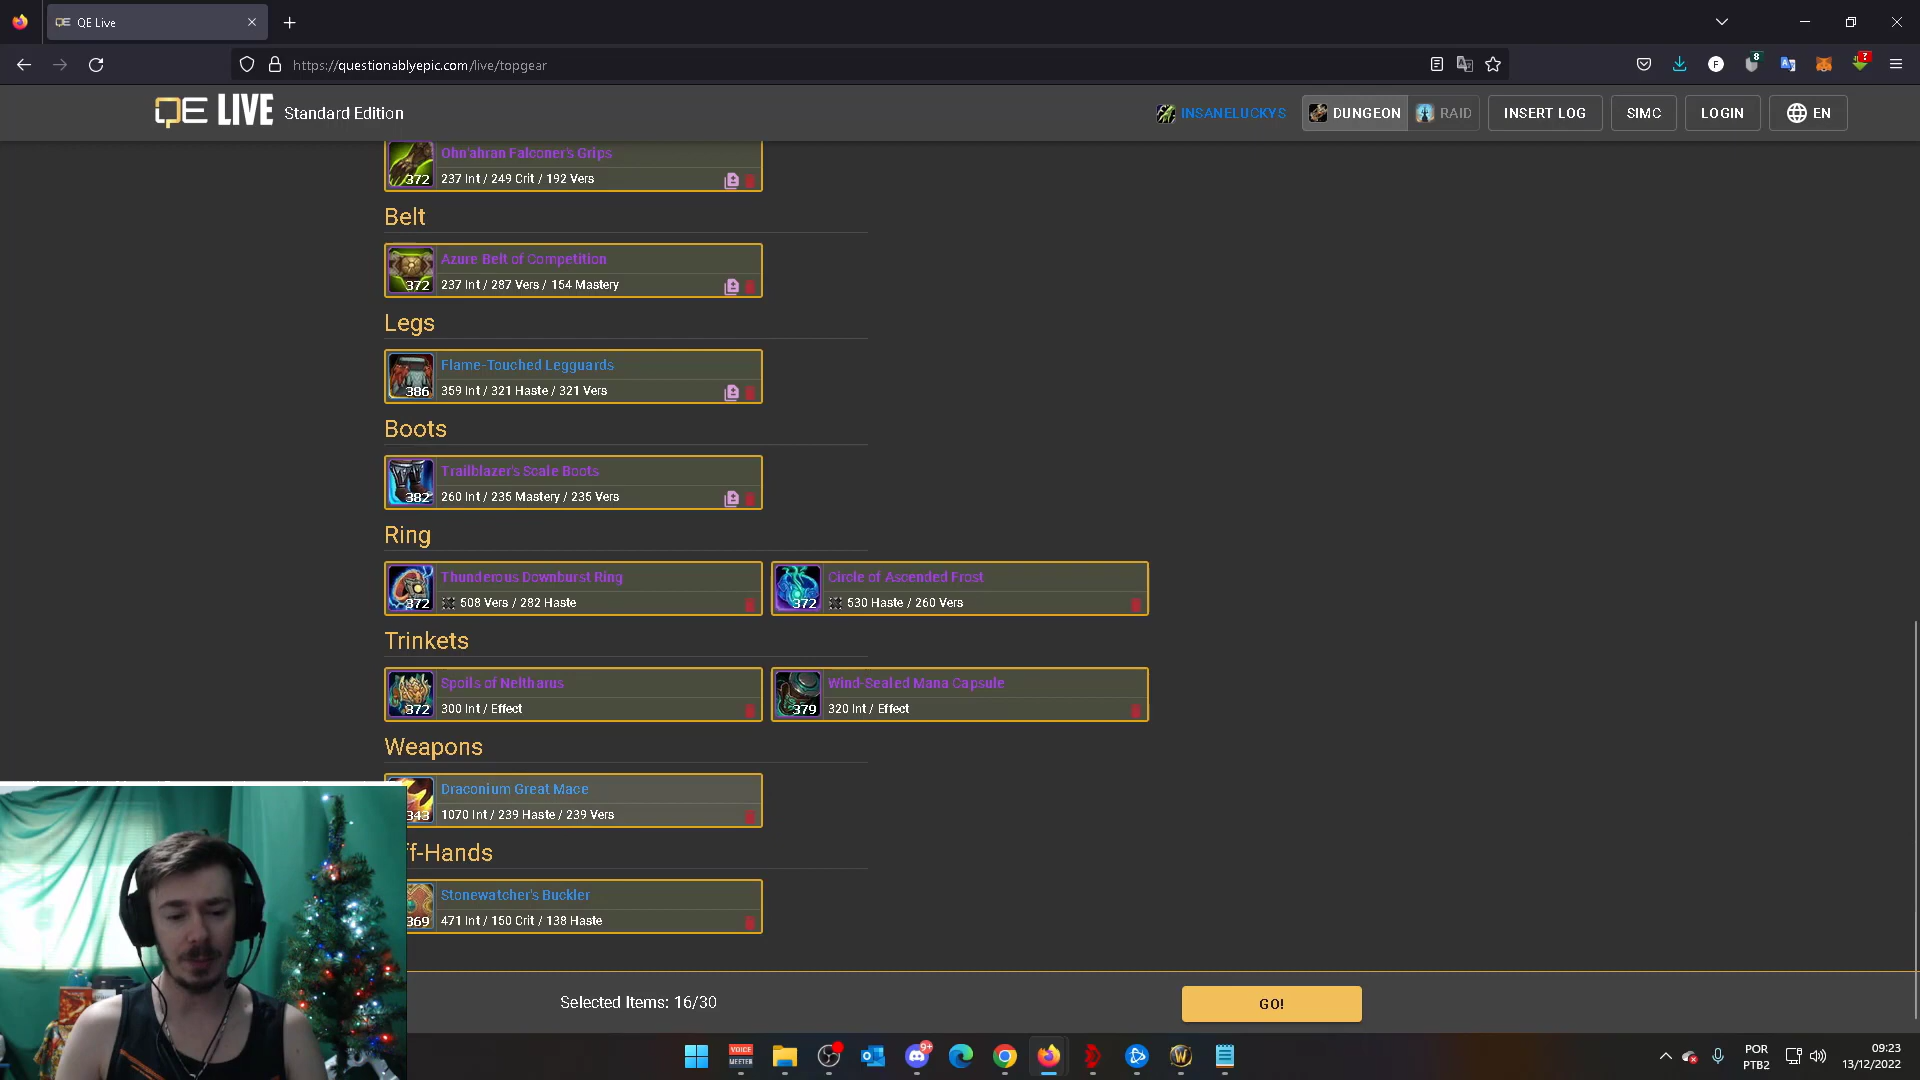 QE Live
https://questionablyepic.com/live/topgear
8
?
QE LIVE Standard Edition
INSANELUCKYS
DUNGEON
RAID
INSERT LOG
SIMC
LOGIN
EN
372
Ohn'ahran Falconer's Grips
237 Int / 249 Crit / 192 Vers
Belt
372
Azure Belt of Competition
237 Int / 287 Vers / 154 Mastery
Legs
386
Flame-Touched Legguards
359 Int / 321 Haste / 321 Vers
Boots
382
Trailblazer's Scale Boots
260 Int / 235 Mastery / 235 Vers
Ring
372
Thunderous Downburst Ring
508 Vers / 282 Haste
372
Circle of Ascended Frost
530 Haste / 260 Vers
Trinkets
372
Spoils of Neltharus
300 Int / Effect
379
Wind-Sealed Mana Capsule
320 Int / Effect
Weapons
343
Draconium Great Mace
1070 Int / 239 Haste / 239 Vers
ff-Hands
369
Stonewatcher's Buckler
471 Int / 150 Crit / 138 Haste
Selected Items: 16/30
GO!
VOICE
MEETER
9+
POR
PTB2
09:23
13/12/2022